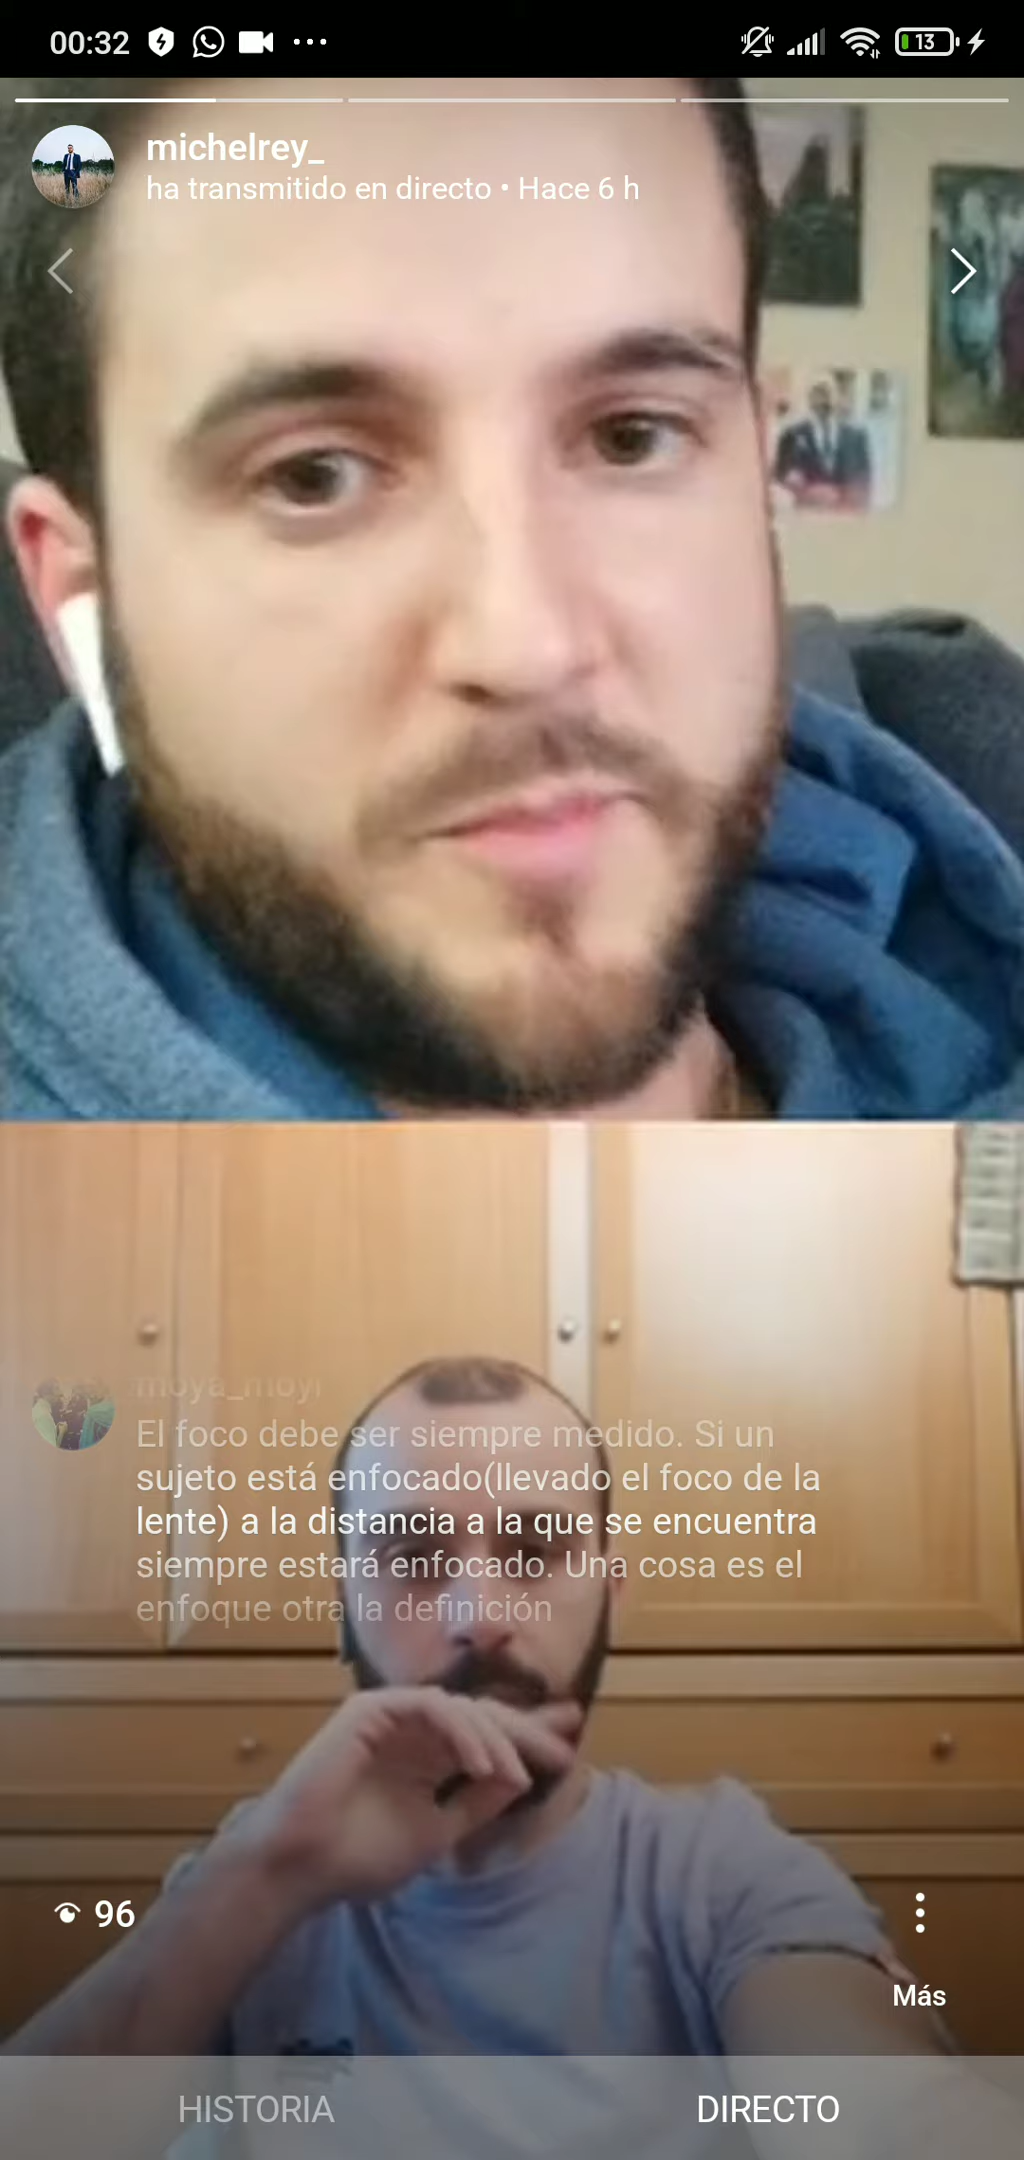 00:32
13
michelrey_
ha transmitido en directo • Hace 6 h
moya_moyi
El foco debe ser siempre medido. Si un
sujeto está enfocado(llevado el foco de la
lente) a la distancia a la que se encuentra
siempre estará enfocado. Una cosa es el
enfoque otra la definición
96
Más
HISTORIA
DIRECTO